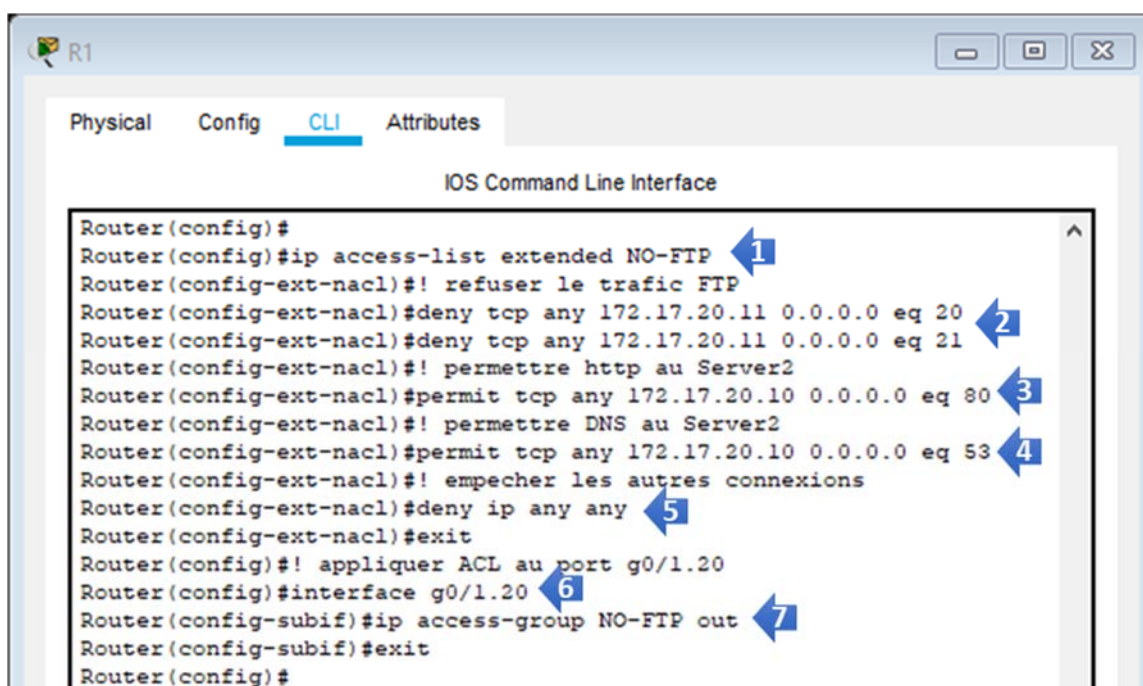 R1
Physical Config CLI Attributes
IOS Command Line Interface
Router(config)#
Router(config)#ip access-list extended NO-FTP 1
Router(config-ext-nacl)#! refuser le trafic FTP
Router(config-ext-nacl)#deny tcp any 172.17.20.11 0.0.0.0 eq 20
2
Router(config-ext-nacl)#deny tcp any 172.17.20.11 0.0.0.0 eq 21
Router(config-ext-nacl)#! permettre http au Server2
Router(config-ext-nacl)#permit tcp any 172.17.20.10 0.0.0.0 eq 80 3
Router(config-ext-nacl)#! permettre DNS au Server2
Router(config-ext-nacl)#permit tcp any 172.17.20.10 0.0.0.0 eq 53 4
Router(config-ext-nacl)#! empecher les autres connexions
Router(config-ext-nacl)#deny ip any any 5
Router(config-ext-nacl)#exit
Router(config)#! appliquer ACL au port g0/1.20
Router(config)#interface g0/1.20 6
Router(config-subif)#ip access-group NO-FTP out 7
Router(config-subif)#exit
Router(config)#